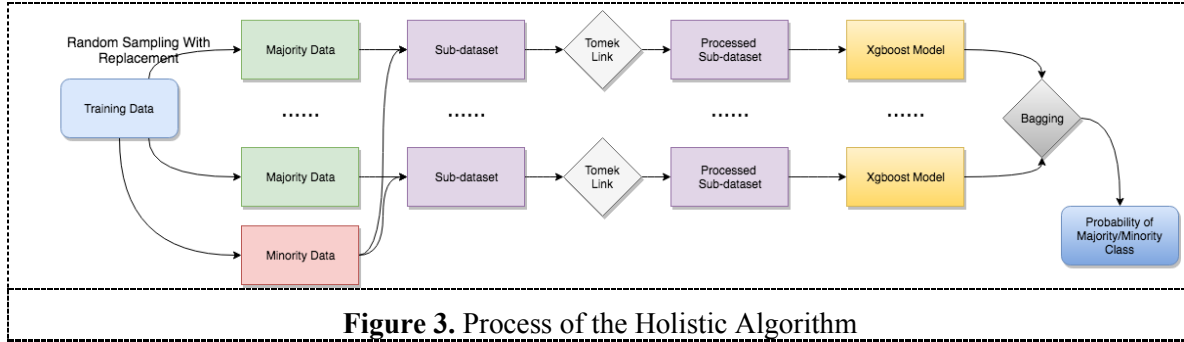 Random Sampling With
Replacement
Training Data
Majority Data
Sub-dataset
Tomek
Link
Processed
Sub-dataset
Xgboost Model
......
......
......
......
Bagging
Majority Data
Sub-dataset
Tomek
Link
Processed
Sub-dataset
Xgboost Model
Minority Data
Probability of
Majority/Minority
Class
Figure 3. Process of the Holistic Algorithm